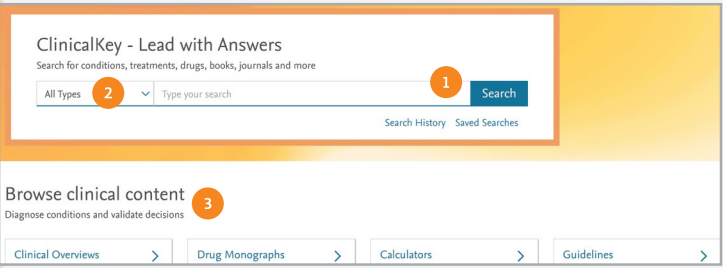 ClinicalKey - Lead with Answers
Search for conditions, treatments, drugs, books, journals and more
All Types 2 Type your search 1 Search
Search History Saved Searches
Browse clinical content 3
Diagnose conditions and validate decisions
Clinical Overviews Drug Monographs Calculators Guidelines